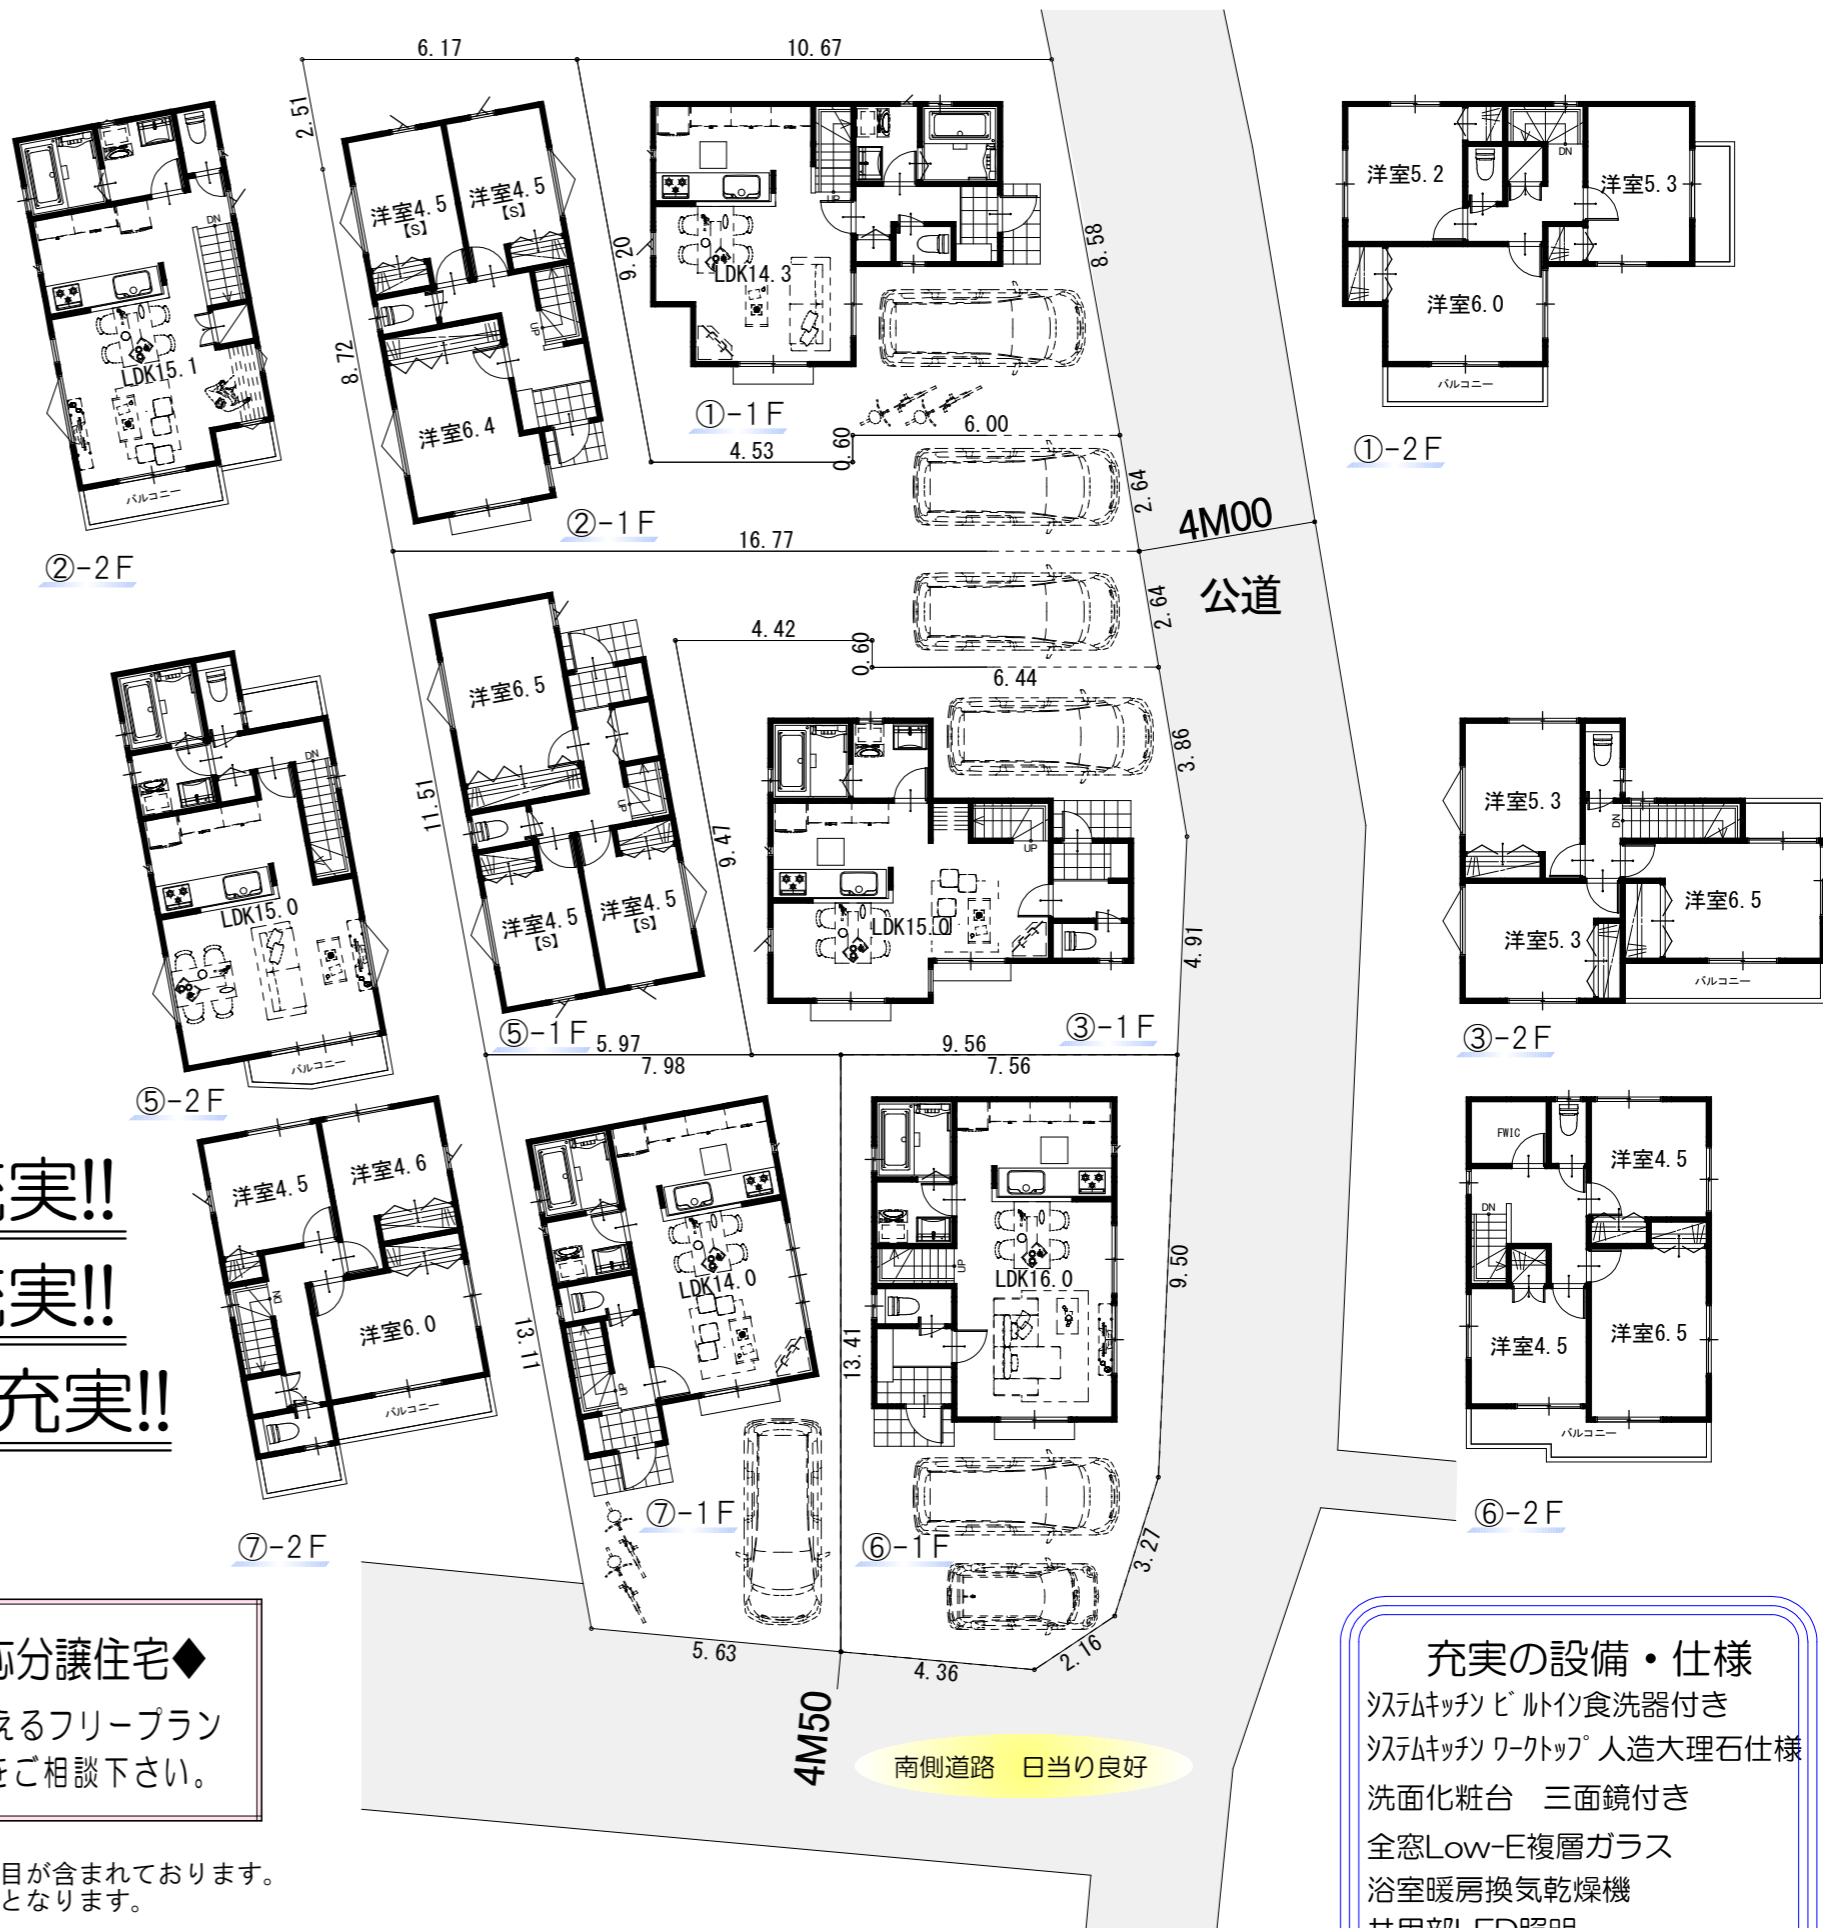 6.17
10.67
2.51
洋室4.5
【S】
洋室4.5
【S】
9.20
UP
LDK14.3
8.58
洋室5.2
DN
洋室5.3
洋室6.0
バルコニー
DN
LDK15.1
バルコニー
8.72
UP
洋室6.4
①-1F
4.53
0.60
6.00
①-2F
2.64
4M00
②-1F
16.77
②-2F
公道
2.64
4.42
0.60
6.44
洋室6.5
3.86
DN
11.51
UP
9.47
UP
LDK15.0
洋室4.5
【S】
洋室4.5
【S】
LDK15.0
4.91
洋室5.3
DN
洋室6.5
洋室5.3
バルコニー
バルコニー
⑤-1F
③-1F
③-2F
5.97
9.56
7.98
7.56
⑤-2F
洋室4.5
洋室4.6
DN
洋室6.0
バルコニー
LDK14.0
UP
13.11
UP
LDK16.0
13.41
9.50
FWIC
洋室4.5
DN
洋室4.5
洋室6.5
バルコニー
充実!!
充実!!
充実!!
⑦-1F
⑥-1F
⑥-2F
⑦-2F
3.27
5.63
4.36
2.16
4M50
南側道路 日当り良好
分譲住宅◆
えるフリープラン
をご相談下さい。
目が含まれております。
となります。
充実の設備・仕様
システムキッチン ビルトイン食洗器付き
システムキッチン ワークトップ 人造大理石仕様
洗面化粧台 三面鏡付き
全窓Low-E複層ガラス
浴室暖房換気乾燥機